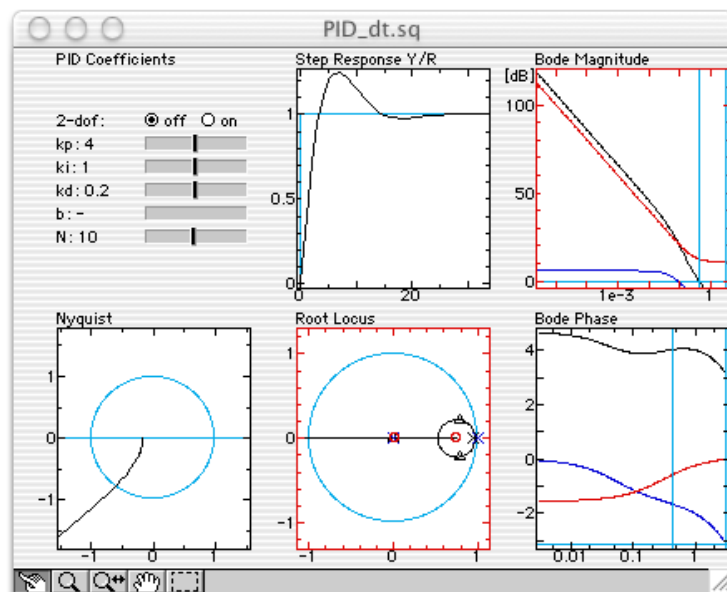 PID_dt.sq
PID Coefficients
2-dof: off on
kp: 4
ki: 1
kd: 0.2
b: -
N: 10
Step Response Y/R
1
0.5
0
0 20
Bode Magnitude
[dB]
100
50
0
1e-3 1
Nyquist
1
0
-1
-1 0 1
Root Locus
1
0
-1
-1 0 1
Bode Phase
4
2
0
-2
0.01 0.1 1